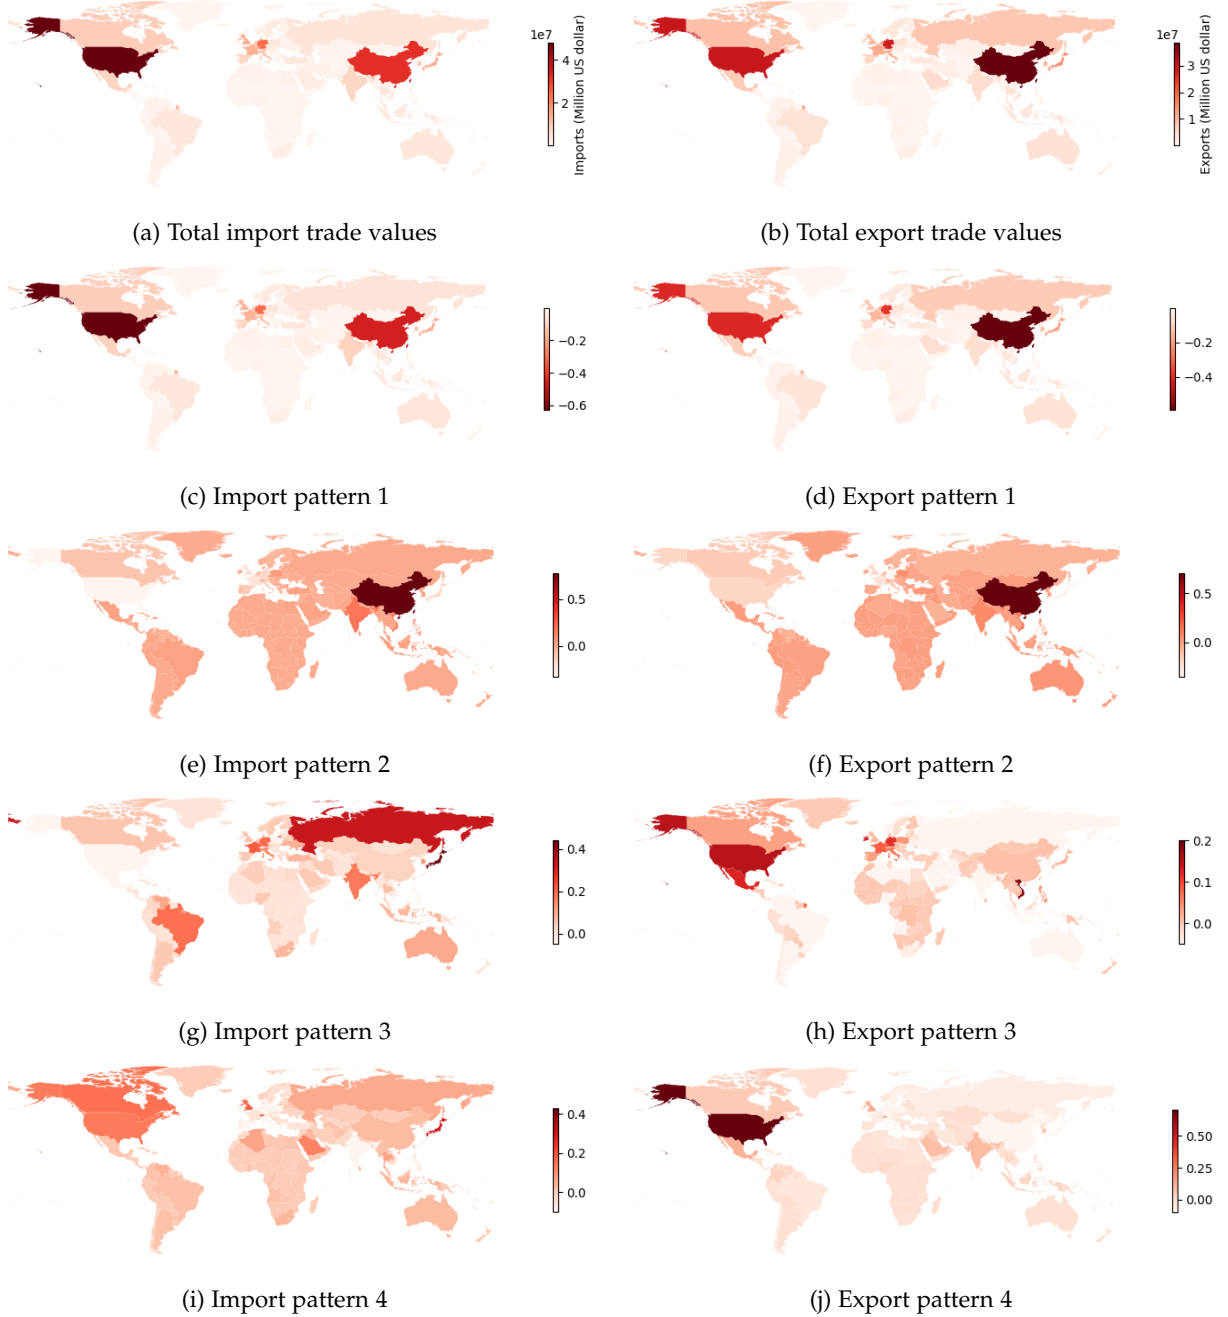 1e7
4
2
Imports (Million US dollar)
1e7
3
2
1
Exports (Million US dollar)
(a) Total import trade values
(b) Total export trade values
−0.2
−0.4
−0.6
−0.2
−0.4
(c) Import pattern 1
(d) Export pattern 1
0.5
0.0
0.5
0.0
(e) Import pattern 2
(f) Export pattern 2
0.4
0.2
0.0
0.2
0.1
0.0
(g) Import pattern 3
(h) Export pattern 3
0.4
0.2
0.0
0.50
0.25
0.00
(i) Import pattern 4
(j) Export pattern 4